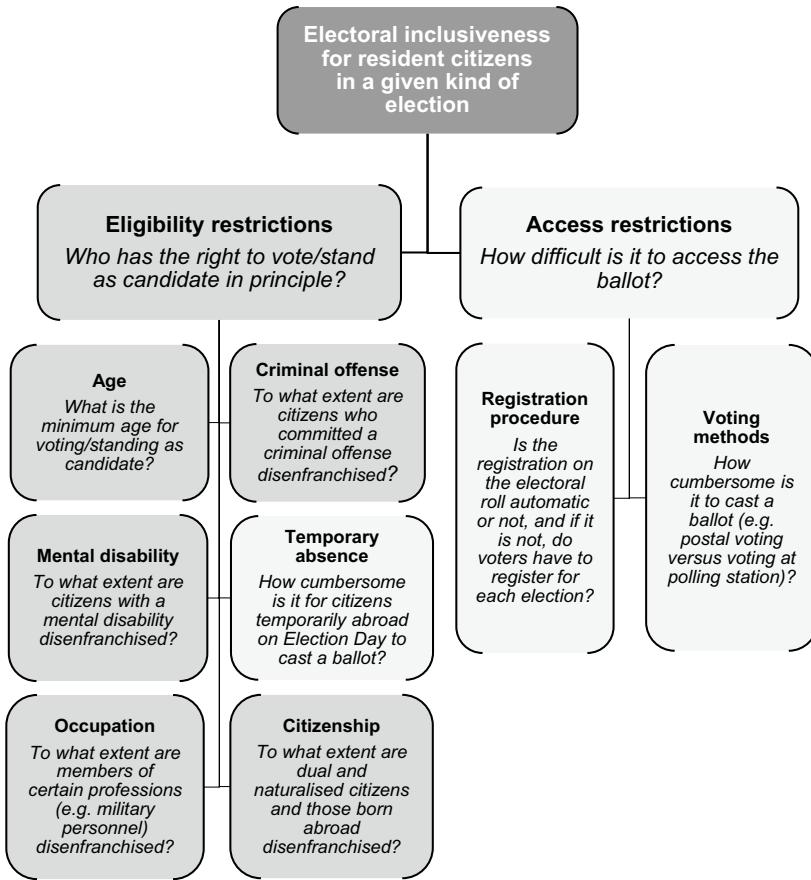 Electoral inclusiveness
for resident citizens
in a given kind of
election
Eligibility restrictions
Who has the right to vote/stand
as candidate in principle?
Access restrictions
How difficult is it to access the
ballot?
Age
What is the
minimum age for
voting/standing as
candidate?
Criminal offense
To what extent are
citizens who
committed a
criminal offense
disenfranchised?
Mental disability
To what extent are
citizens with a
mental disability
disenfranchised?
Temporary
absence
How cumbersome
is it for citizens
temporarily abroad
on Election Day to
cast a ballot?
Occupation
To what extent are
members of
certain professions
(e.g. military
personnel)
disenfranchised?
Citizenship
To what extent are
dual and
naturalised citizens
and those born
abroad
disenfranchised?
Registration
procedure
Is the
registration on
the electoral
roll automatic
or not, and if it
is not, do
voters have to
register for
each election?
Voting
methods
How
cumbersome is
it to cast a
ballot (e.g.
postal voting
versus voting at
polling station)?